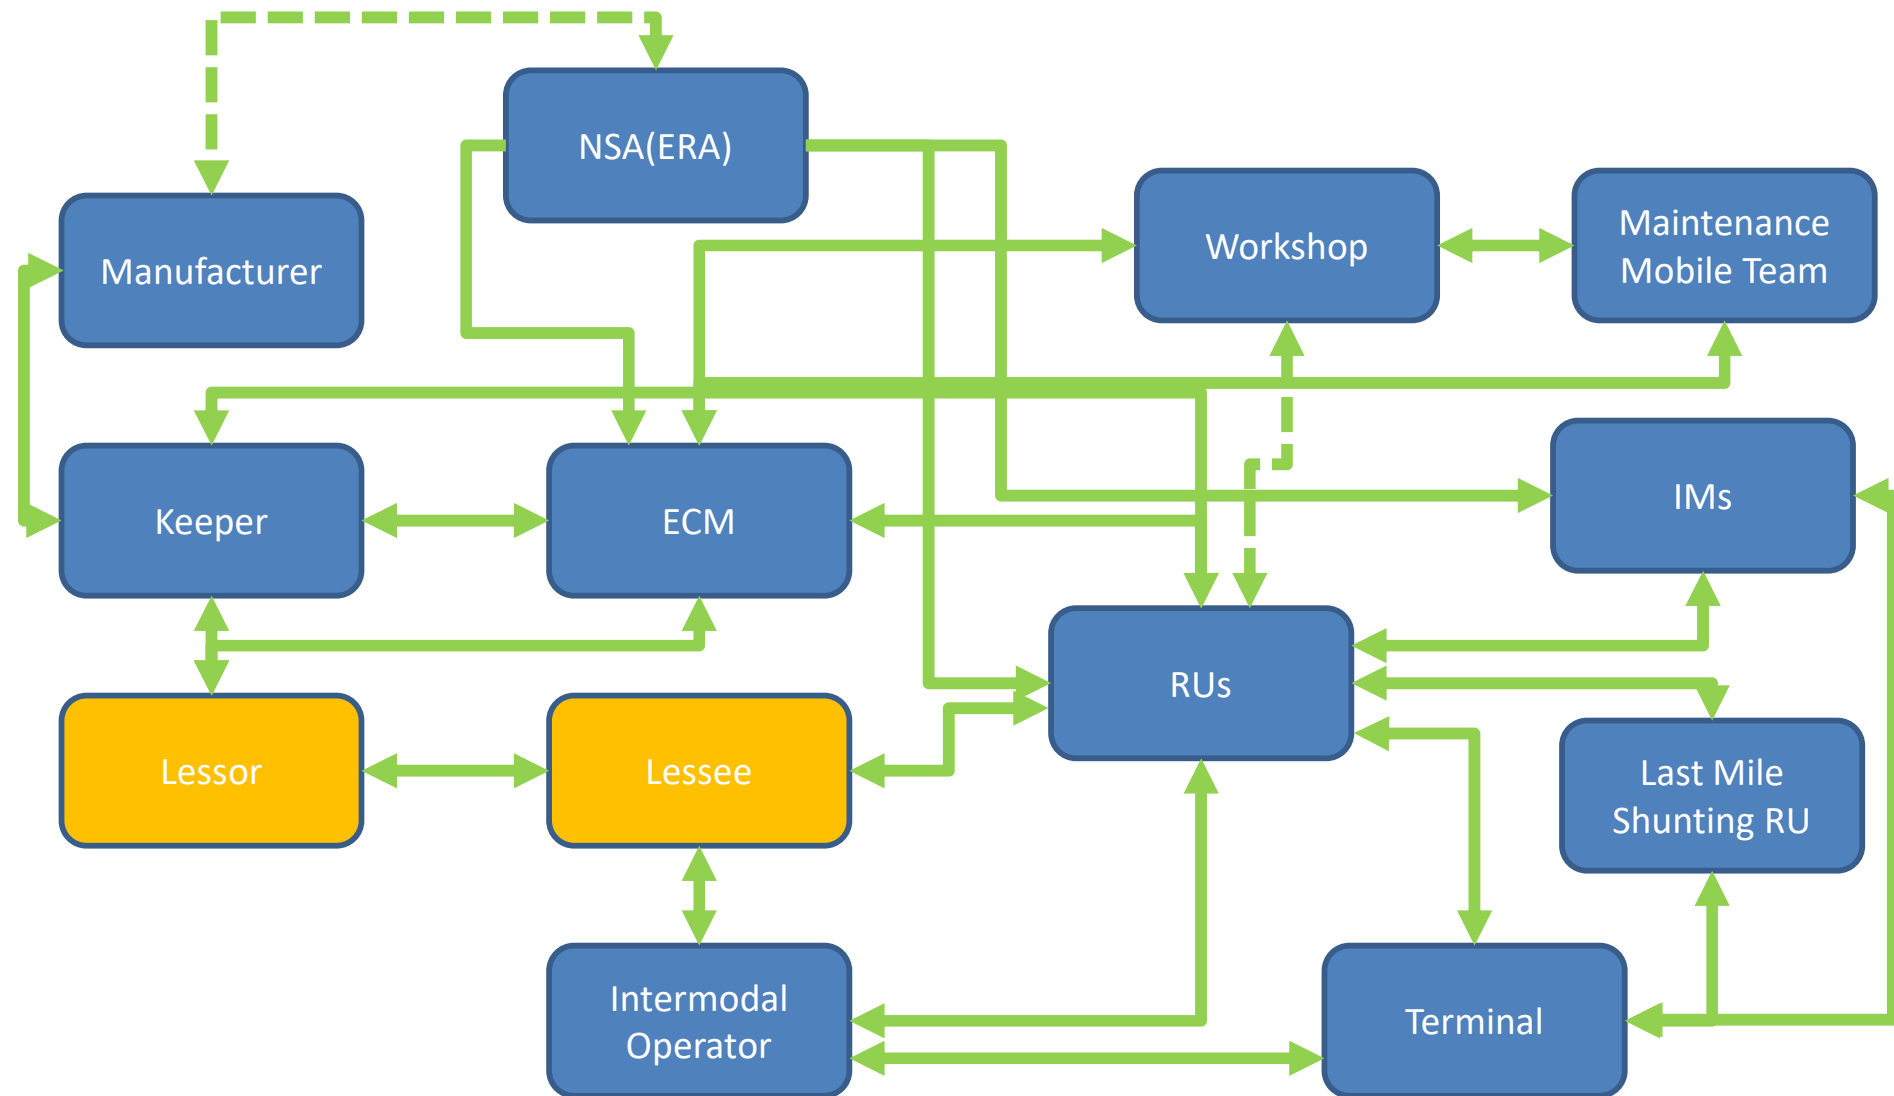 NSA(ERA)
Manufacturer
Workshop
Maintenance
Mobile Team
Keeper
ECM
IMs
RUs
Lessor
Lessee
Last Mile
Shunting RU
Intermodal
Operator
Terminal